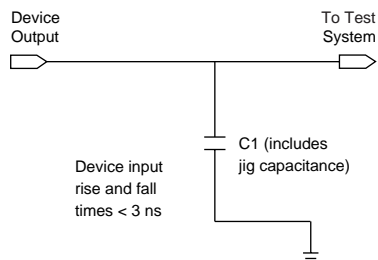 Device
Output
To Test
System
C1 (includes
jig capacitance)
Device input
rise and fall
times < 3 ns